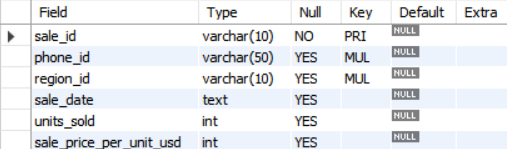 Field Type Null Key Default Extra
sale_id varchar(10) NO PRI NULL
phone_id varchar(50) YES MUL NULL
region_id varchar(10) YES MUL NULL
sale_date text YES NULL
units_sold int YES NULL
sale_price_per_unit_usd int YES NULL